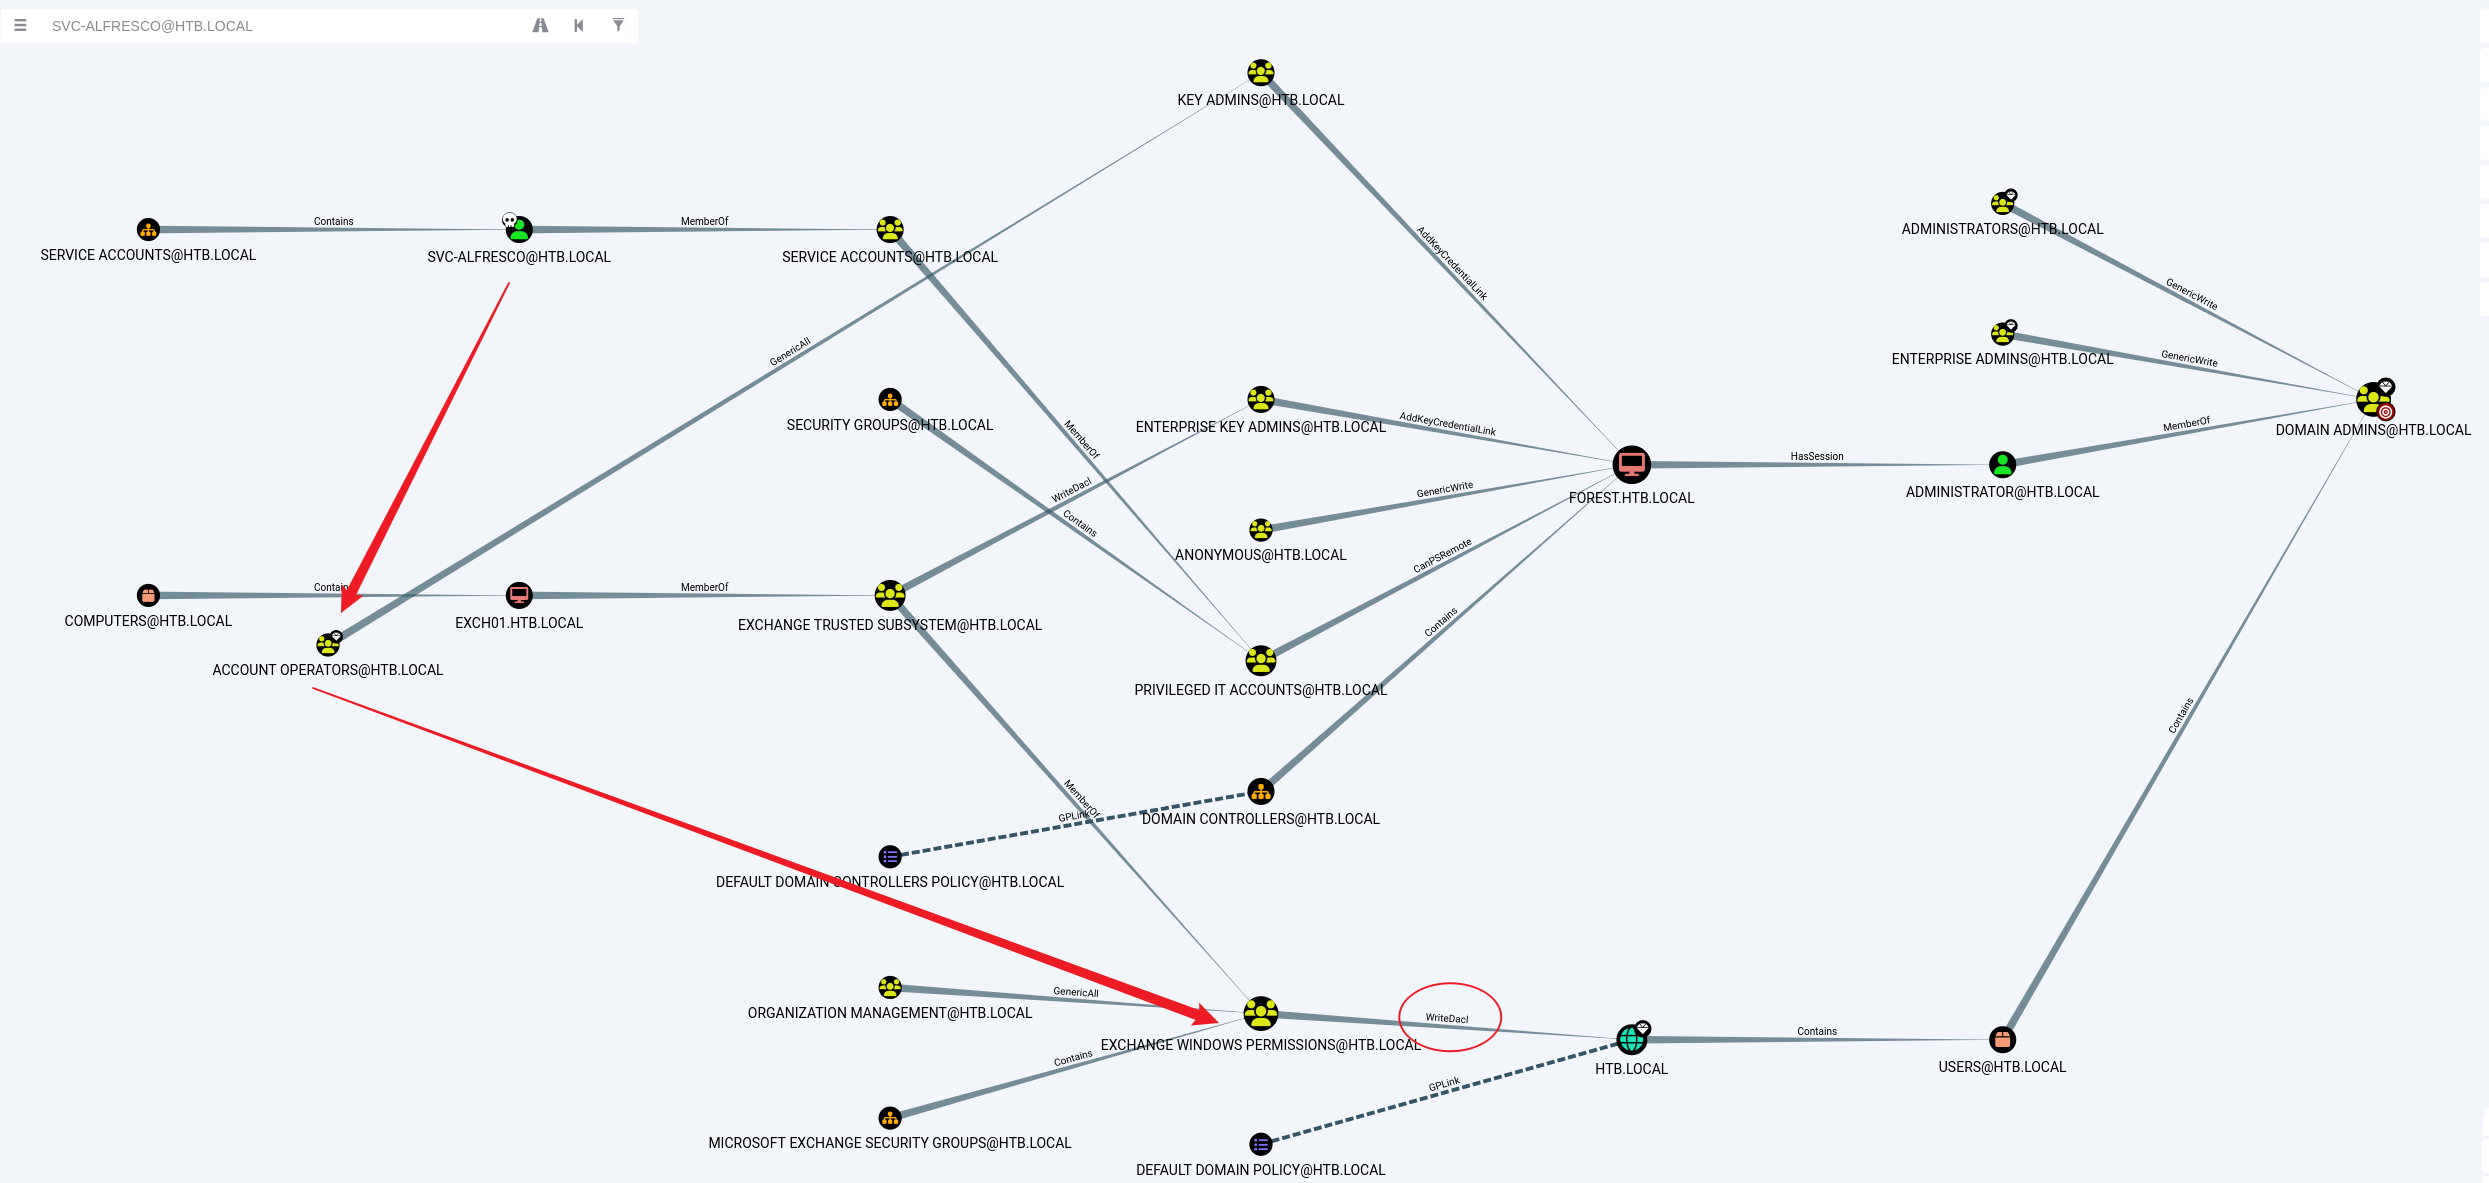 SVC-ALFRESCO@HTB.LOCAL
KEY ADMINS@HTB.LOCAL
Contains
MemberOf
SERVICE ACCOUNTS@HTB.LOCAL
SVC-ALFRESCO@HTB.LOCAL
SERVICE ACCOUNTS@HTB.LOCAL
AddKeyCredentialLink
ADMINISTRATORS@HTB.LOCAL
GenericWrite
GenericAll
ENTERPRISE ADMINS@HTB.LOCAL
GenericWrite
SECURITY GROUPS@HTB.LOCAL
MemberOf
ENTERPRISE KEY ADMINS@HTB.LOCAL
AddKeyCredentialLink
MemberOf
DOMAIN ADMINS@HTB.LOCAL
WriteDacl
GenericWrite
HasSession
FOREST.HTB.LOCAL
ADMINISTRATOR@HTB.LOCAL
Contains
ANONYMOUS@HTB.LOCAL
CanPSRemote
Contains
MemberOf
COMPUTERS@HTB.LOCAL
EXCH01.HTB.LOCAL
EXCHANGE TRUSTED SUBSYSTEM@HTB.LOCAL
Contains
ACCOUNT OPERATORS@HTB.LOCAL
PRIVILEGED IT ACCOUNTS@HTB.LOCAL
Contains
MemberOf
GPLink
DOMAIN CONTROLLERS@HTB.LOCAL
DEFAULT DOMAIN CONTROLLERS POLICY@HTB.LOCAL
GenericAll
ORGANIZATION MANAGEMENT@HTB.LOCAL
WriteDacl
Contains
EXCHANGE WINDOWS PERMISSIONS@HTB.LOCAL
Contains
HTB.LOCAL
USERS@HTB.LOCAL
GPLink
MICROSOFT EXCHANGE SECURITY GROUPS@HTB.LOCAL
DEFAULT DOMAIN POLICY@HTB.LOCAL